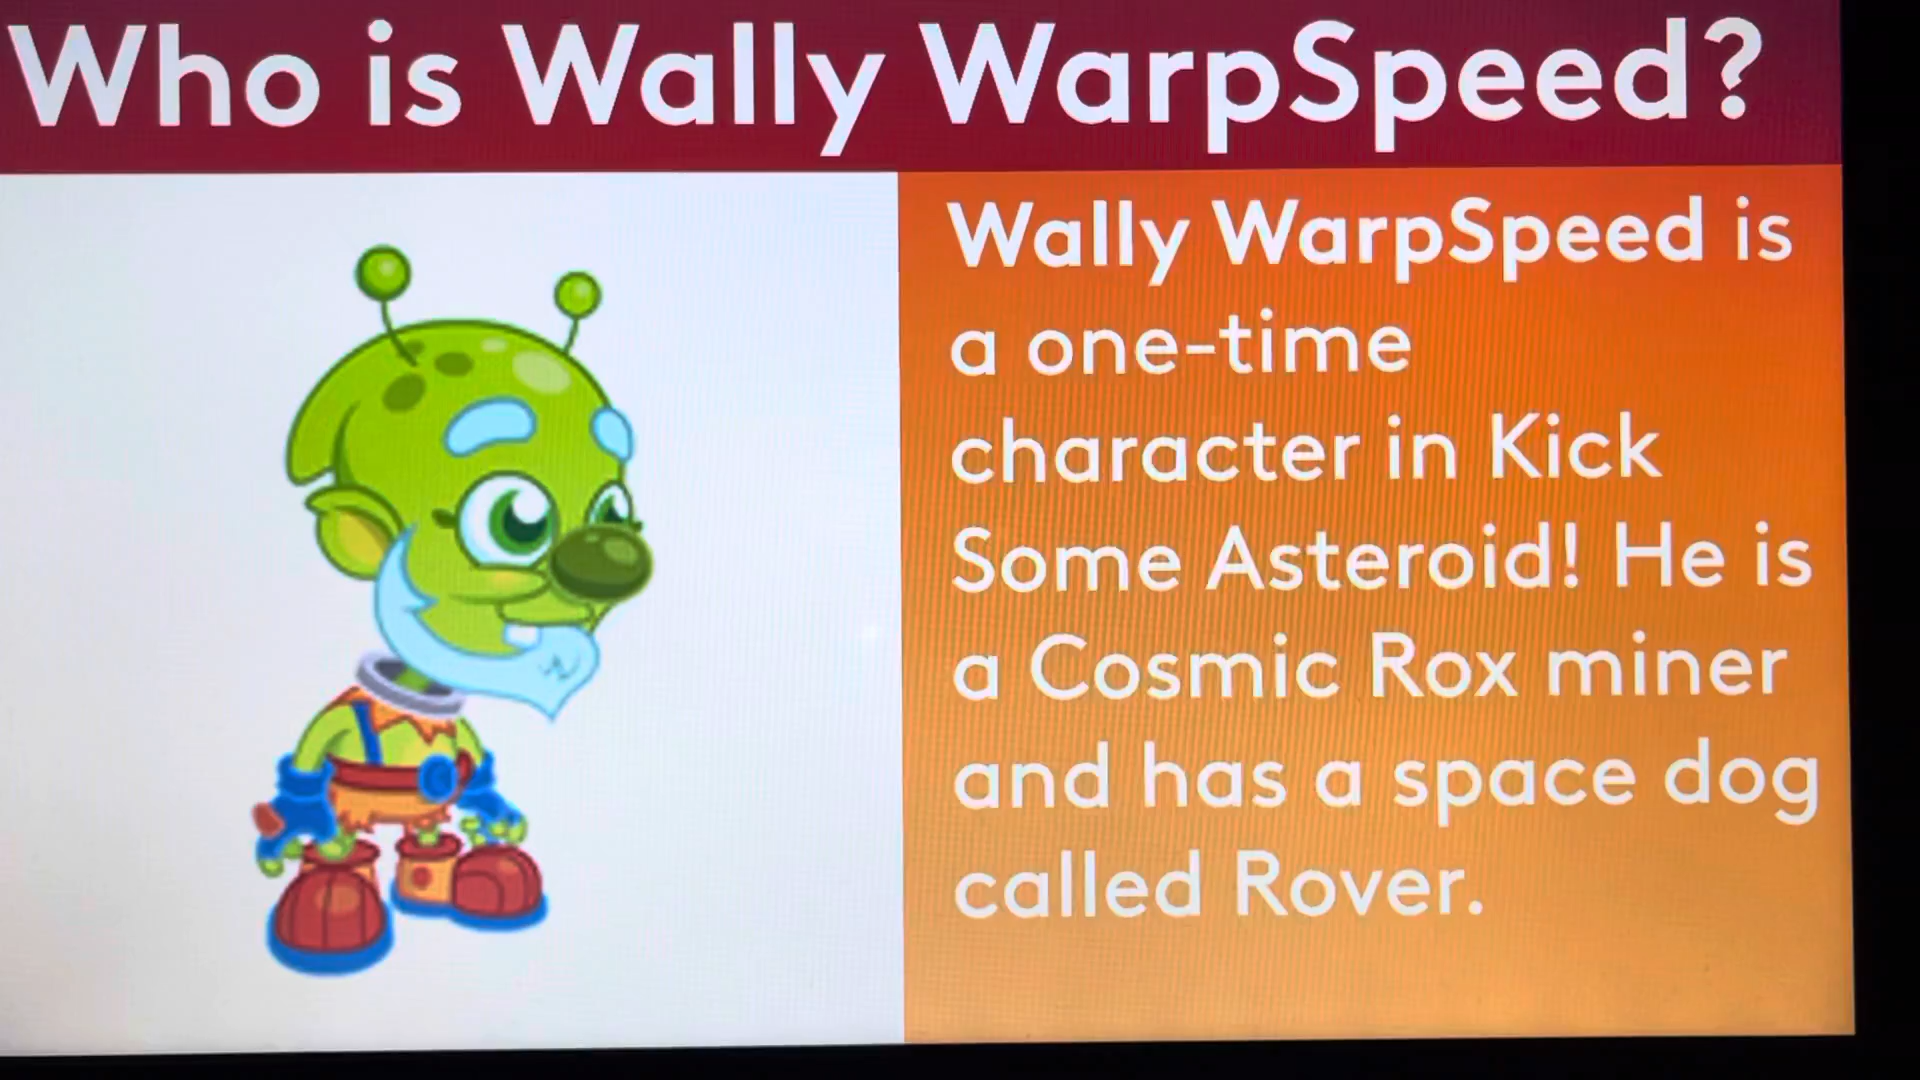 Who is Wally WarpSpeed?
Wally WarpSpeed is
a one-time
character in Kick
Some Asteroid! He is
a Cosmic Rox miner
and has a space dog
called Rover.